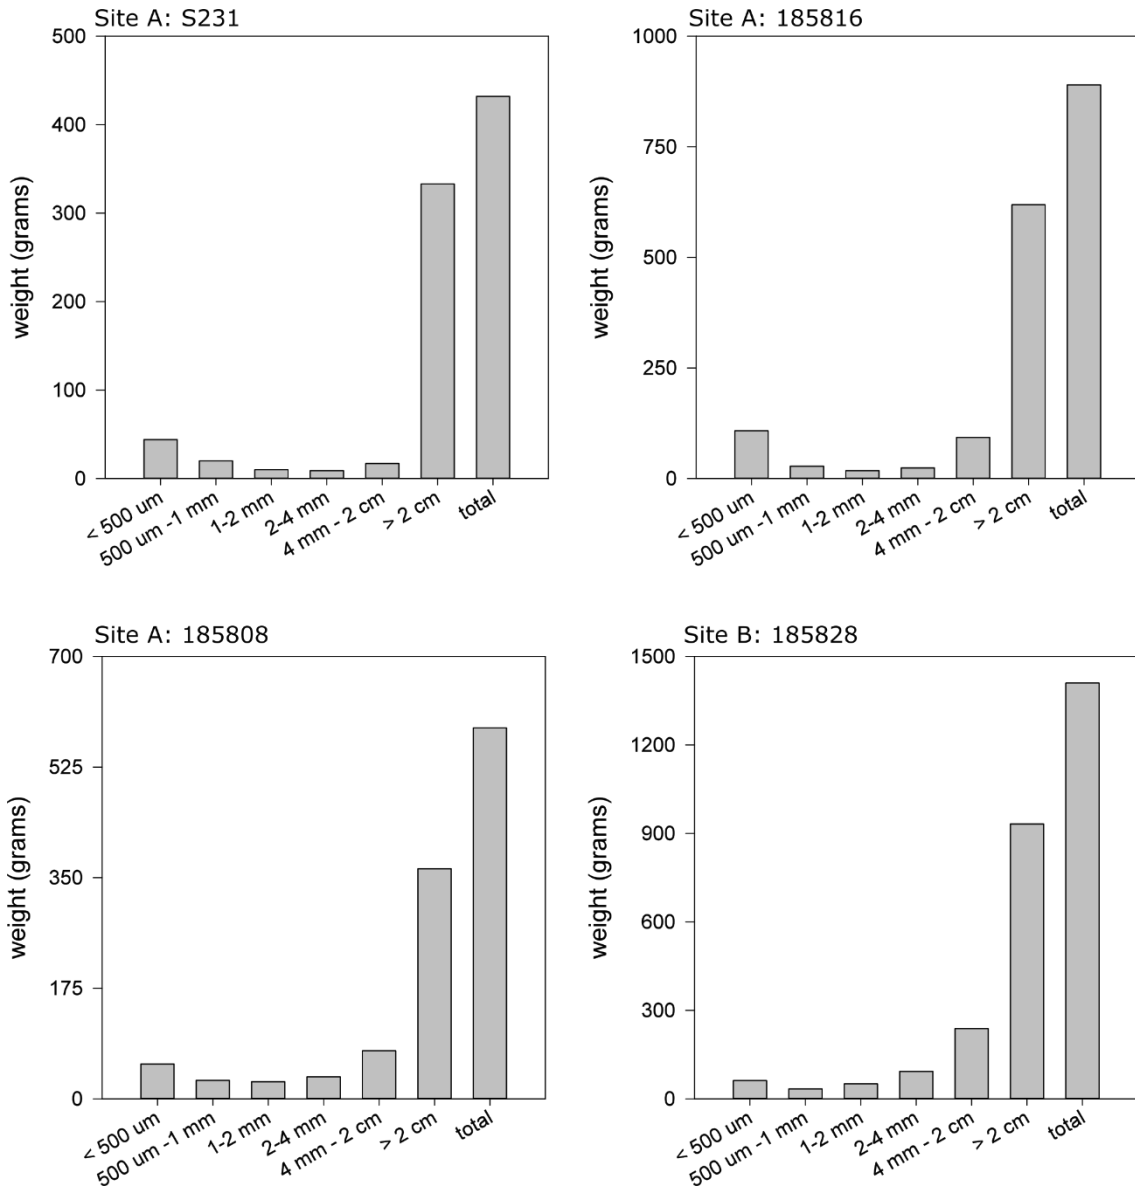 Site A: S231
500
400
300
200
100
0
weight (grams)
< 500 um
500 um -1 mm
1-2 mm
2-4 mm
4 mm - 2 cm
> 2 cm
total
Site A: 185816
1000
750
500
250
0
weight (grams)
< 500 um
500 um -1 mm
1-2 mm
2-4 mm
4 mm - 2 cm
> 2 cm
total
Site A: 185808
700
525
350
175
0
weight (grams)
< 500 um
500 um -1 mm
1-2 mm
2-4 mm
4 mm - 2 cm
> 2 cm
total
Site B: 185828
1500
1200
900
600
300
0
weight (grams)
< 500 um
500 um -1 mm
1-2 mm
2-4 mm
4 mm - 2 cm
> 2 cm
total